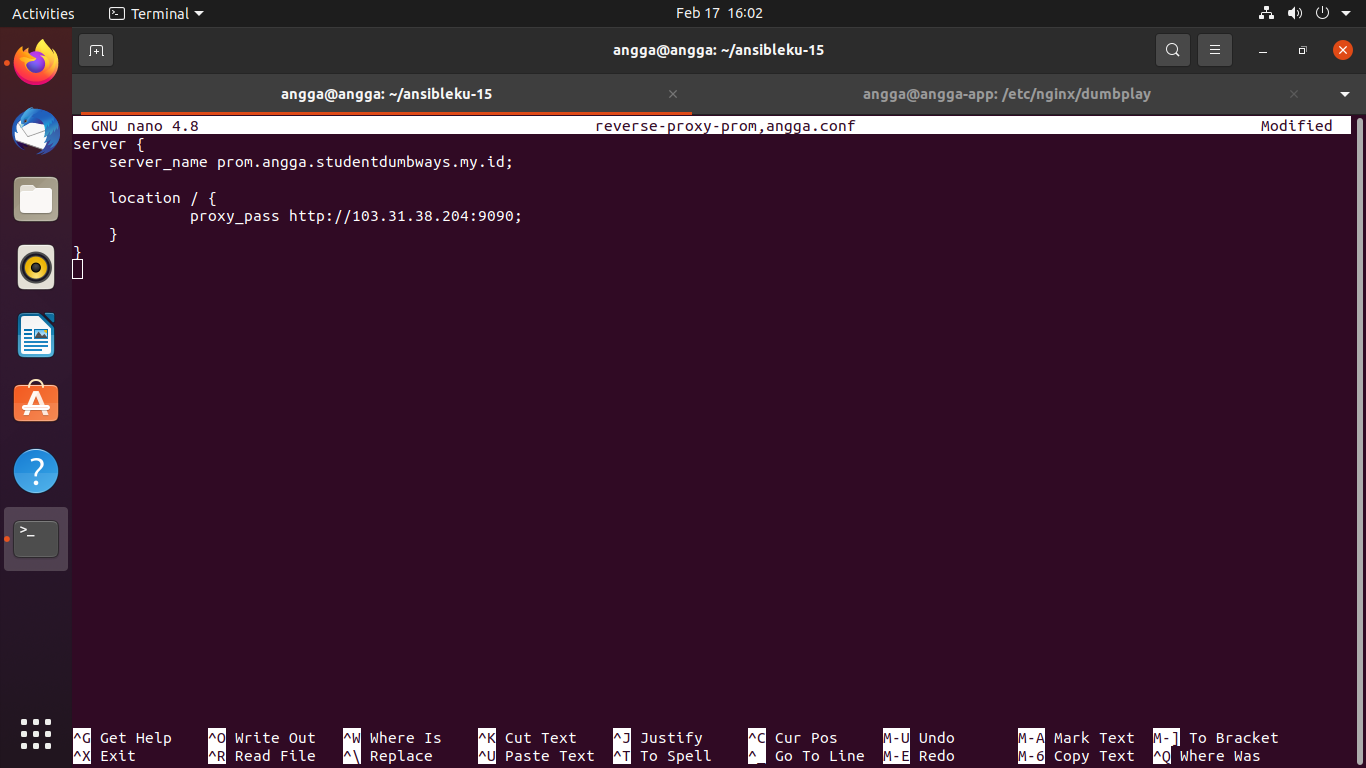 Activities Terminal Feb 17 16:02
angga@angga: ~/ansibleku-15
angga@angga: ~/ansibleku-15 × angga@angga-app: /etc/nginx/dumbplay ×
GNU nano 4.8 reverse-proxy-prom,angga.conf Modified
server {
    server_name prom.angga.studentdumbways.my.id;
    location / {
             proxy_pass http://103.31.38.204:9090;
    }
}
^G Get Help ^O Write Out ^W Where Is ^K Cut Text ^J Justify ^C Cur Pos M-U Undo M-A Mark Text M-] To Bracket
^X Exit ^R Read File ^\ Replace ^U Paste Text ^T To Spell ^_ Go To Line M-E Redo M-6 Copy Text ^Q Where Was